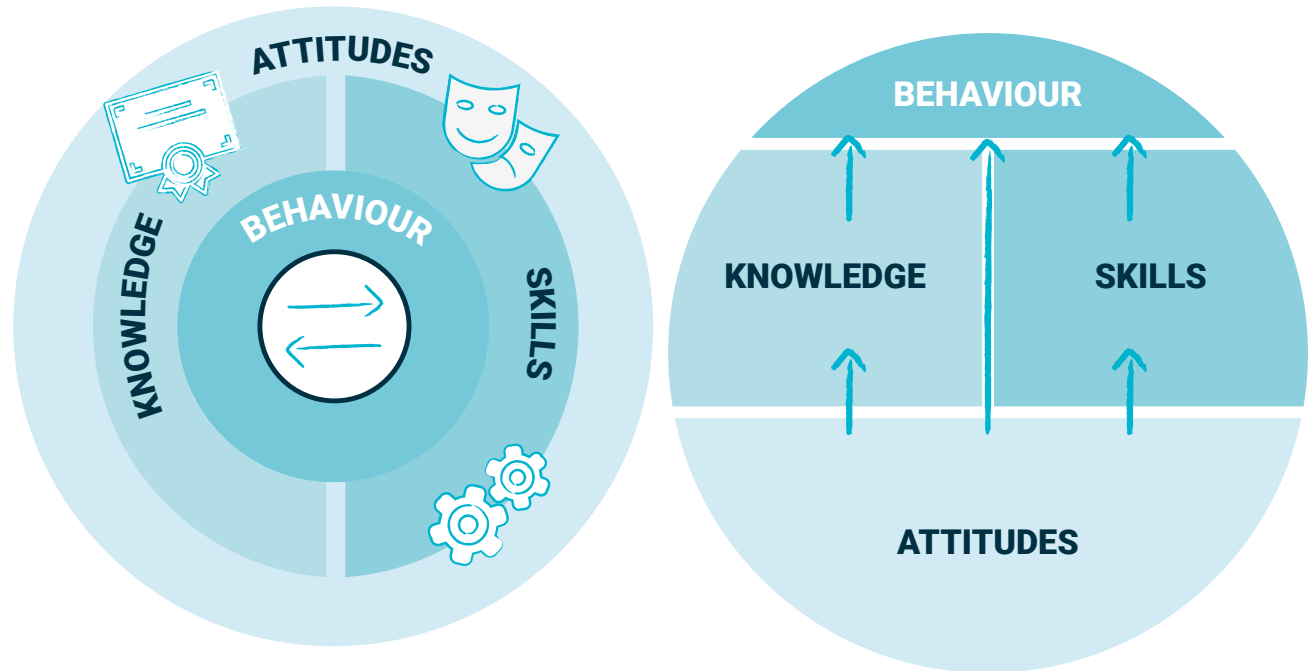 ATTITUDES
KNOWLEDGE
BEHAVIOUR
SKILLS
BEHAVIOUR
KNOWLEDGE
SKILLS
ATTITUDES